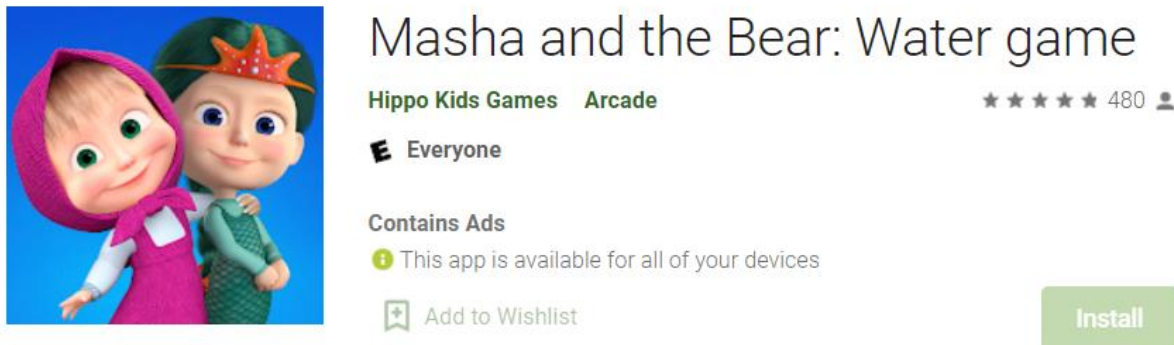 Masha and the Bear: Water game
Hippo Kids Games Arcade
480
E Everyone
Contains Ads
This app is available for all of your devices
Add to Wishlist
Install